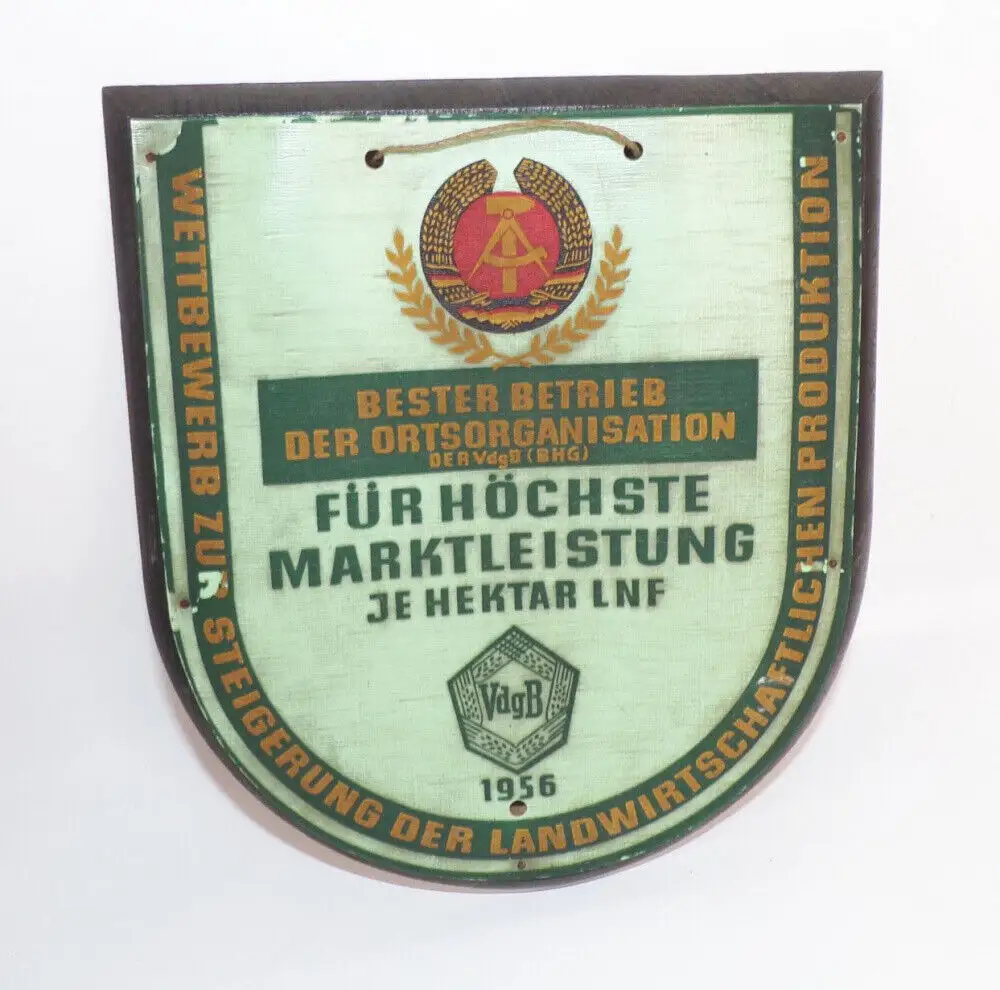 WETTBEWERB ZUR STEIGERUNG DER LANDWIRTSCHAFTLICHEN PRODUKTION
BESTER BETRIEB
DER ORTSORGANISATION
DER VdgB (BHG)
FÜR HÖCHSTE
MARKTLEISTUNG
JE HEKTAR LNF
VdgB
1956